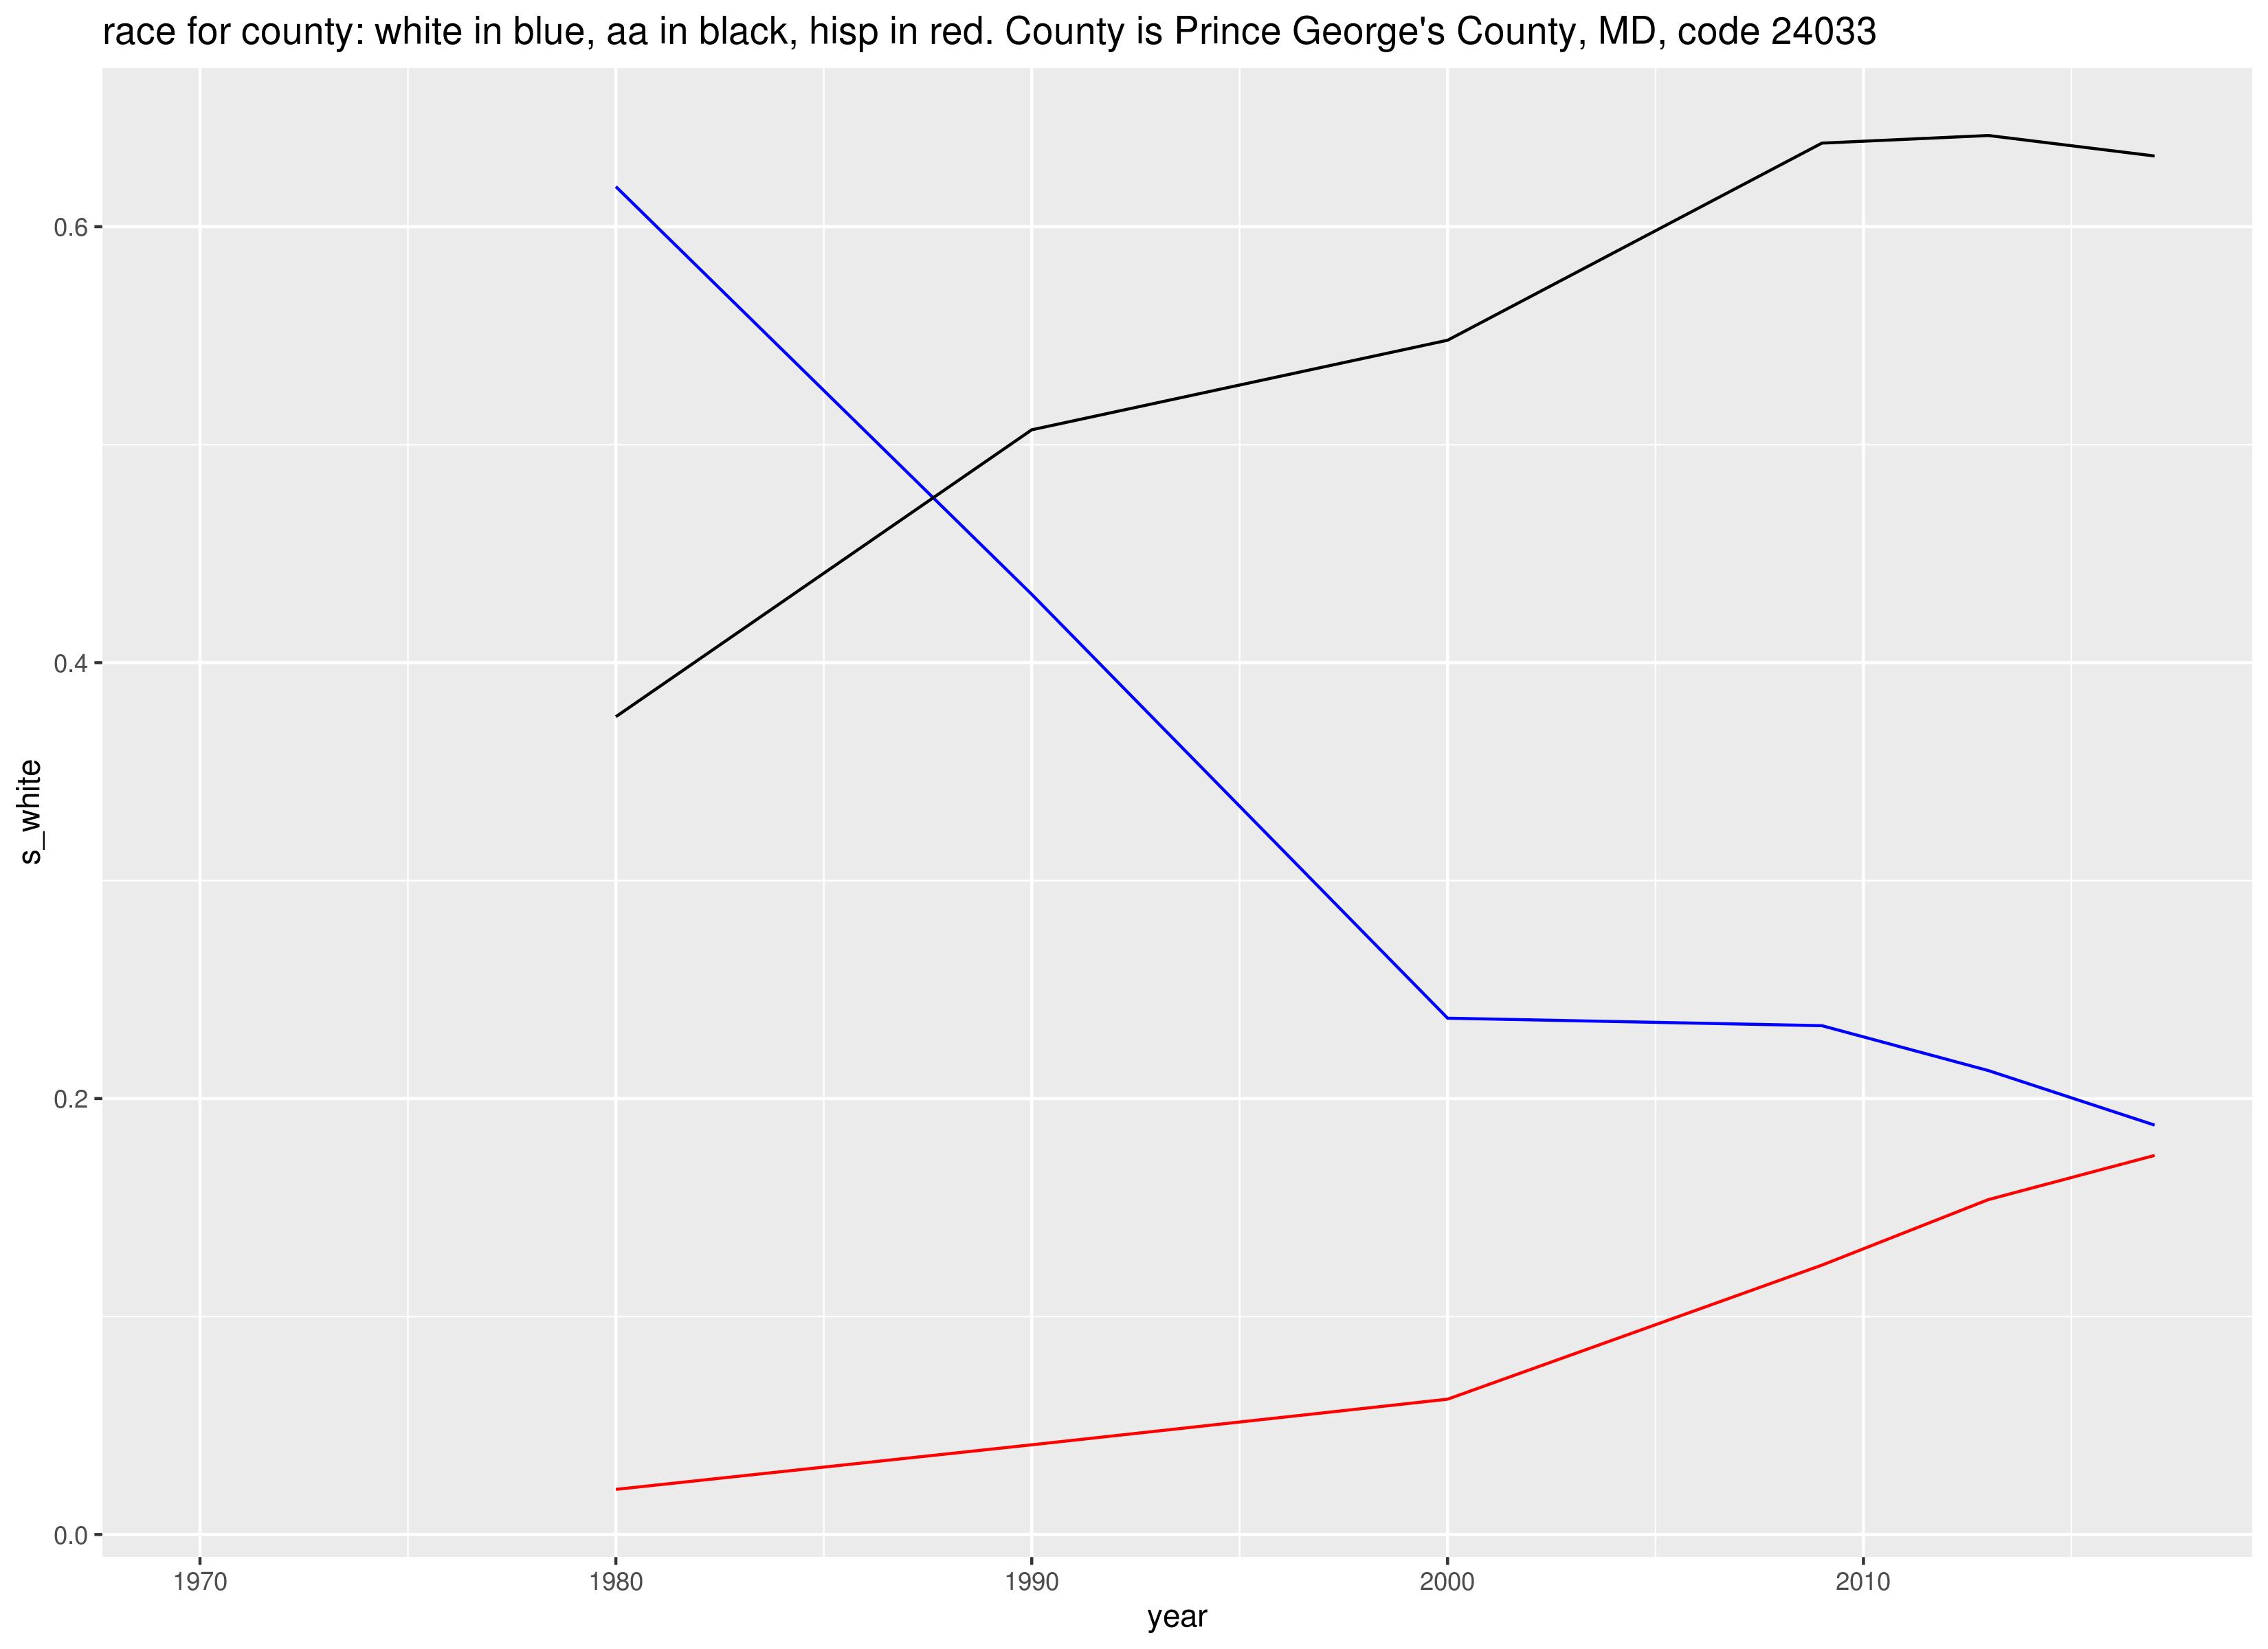 race for county: white in blue, aa in black, hisp in red. County is Prince George's County, MD, code 24033
s_white
0.6
0.4
0.2
0.0
1970 1980 1990 2000 2010
year